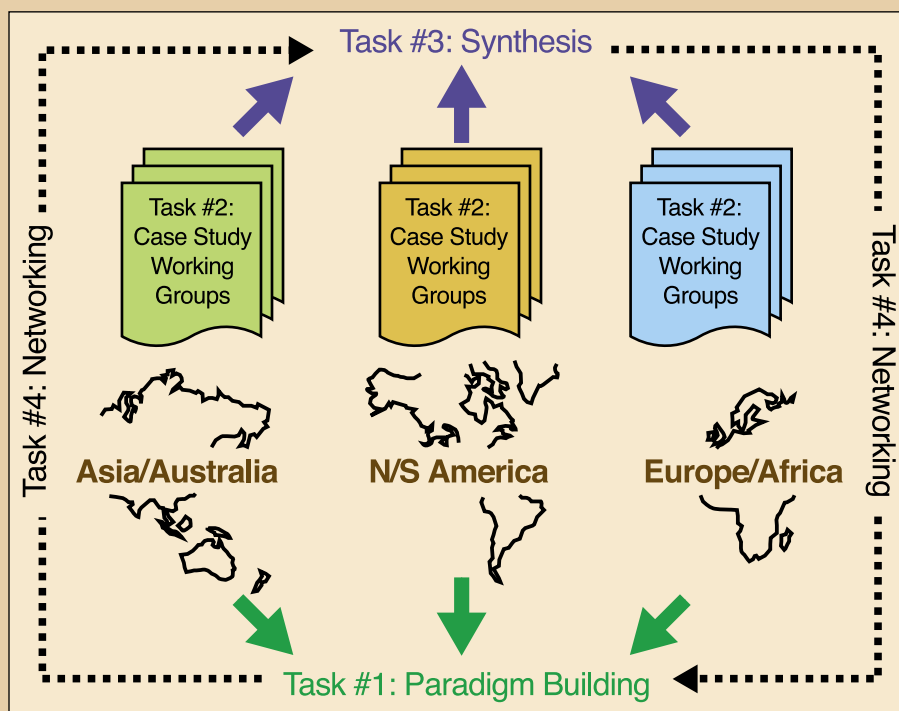 Task #3: Synthesis
Task #2:
Case Study
Working
Groups
Task #2:
Case Study
Working
Groups
Task #2:
Case Study
Working
Groups
Task #4: Networking
Task #4: Networking
Asia/Australia
N/S America
Europe/Africa
Task #1: Paradigm Building